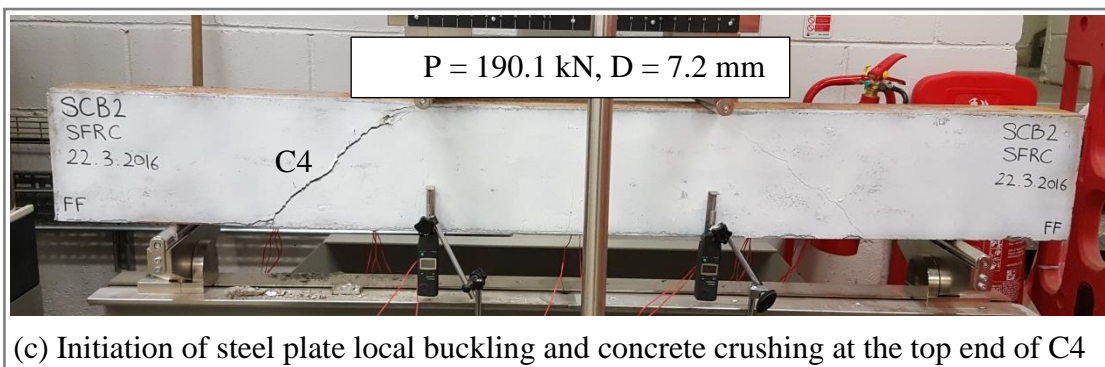 P = 190.1 kN, D = 7.2 mm
SCB2
SFRC
22.3.2016
C4
FF
SCB2
SFRC
22.3.2016
FF
(c) Initiation of steel plate local buckling and concrete crushing at the top end of C4